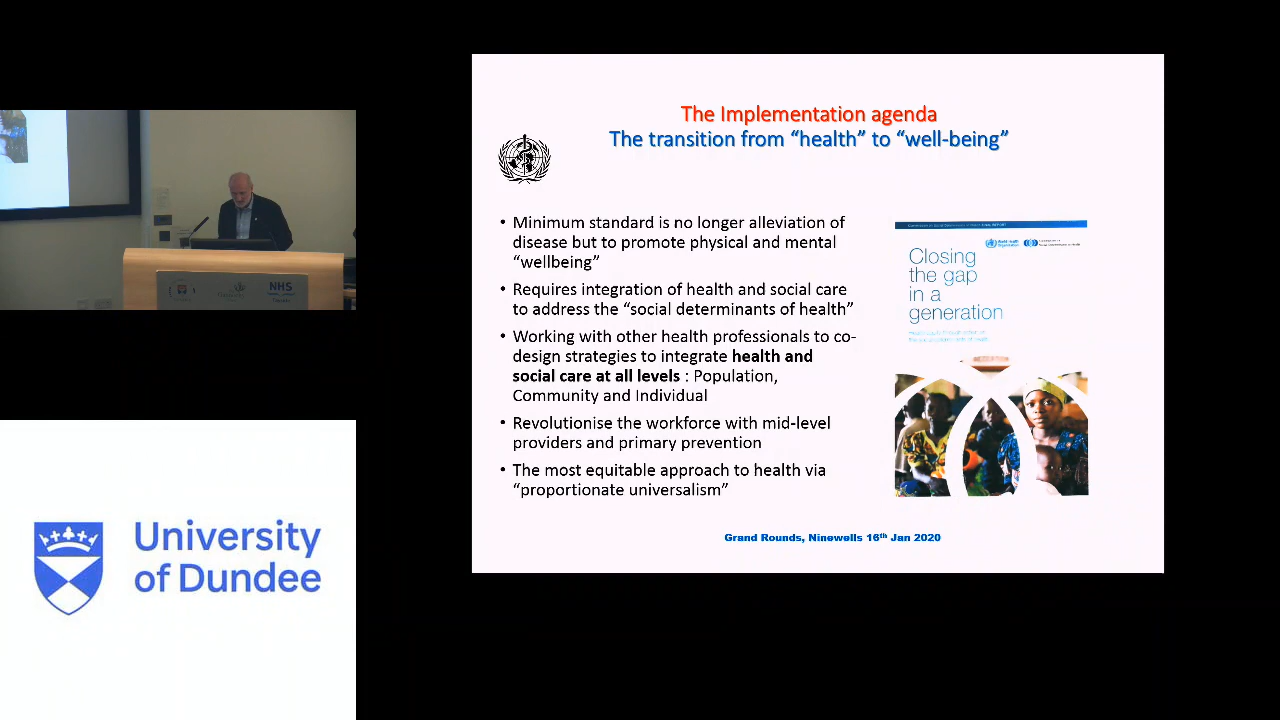 The Implementation agenda
The transition from “health” to “well-being”
• Minimum standard is no longer alleviation of
disease but to promote physical and mental
“wellbeing”
• Requires integration of health and social care
to address the “social determinants of health”
• Working with other health professionals to co-
design strategies to integrate health and
social care at all levels : Population,
Community and Individual
• Revolutionise the workforce with mid-level
providers and primary prevention
• The most equitable approach to health via
“proportionate universalism”
Closing
the gap
in a
generation
Grand Rounds, Ninewells 16th Jan 2020
NHS
University
of Dundee